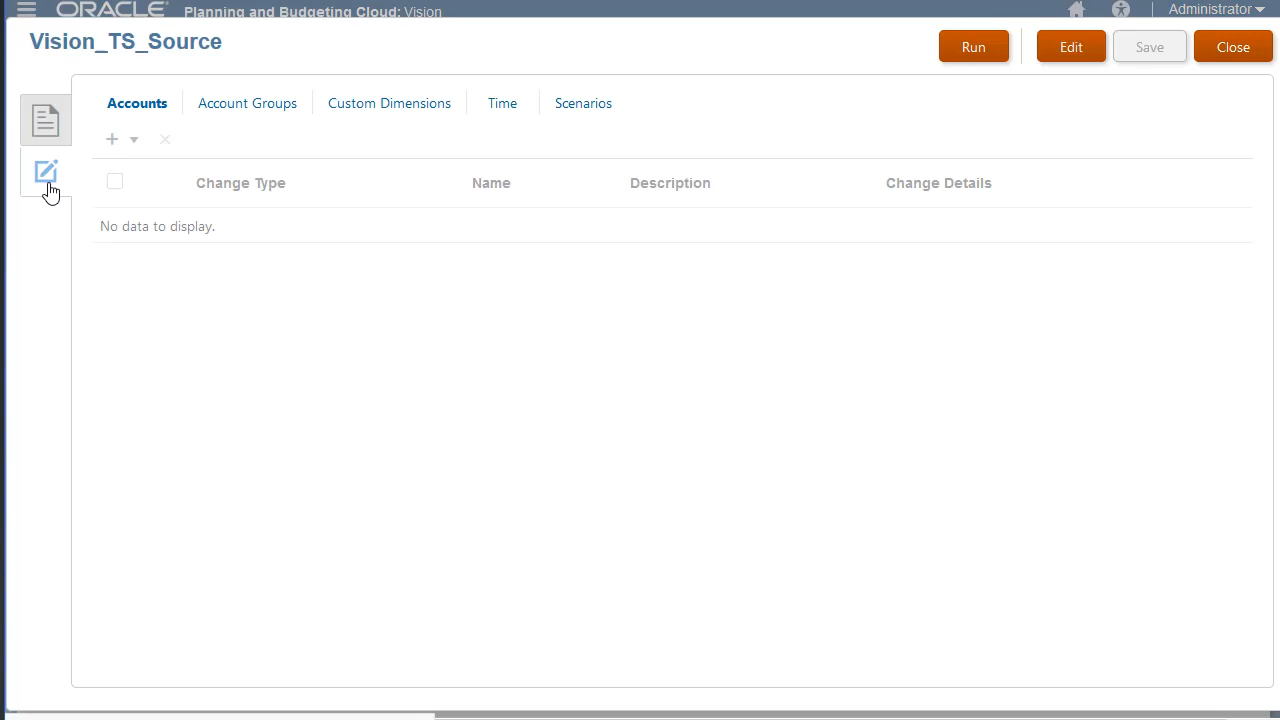 ORACLE Planning and Budgeting Cloud: Vision Administrator
Vision_TS_Source
Run Edit Save Close
Accounts Account Groups Custom Dimensions Time Scenarios
Change Type Name Description Change Details
No data to display.